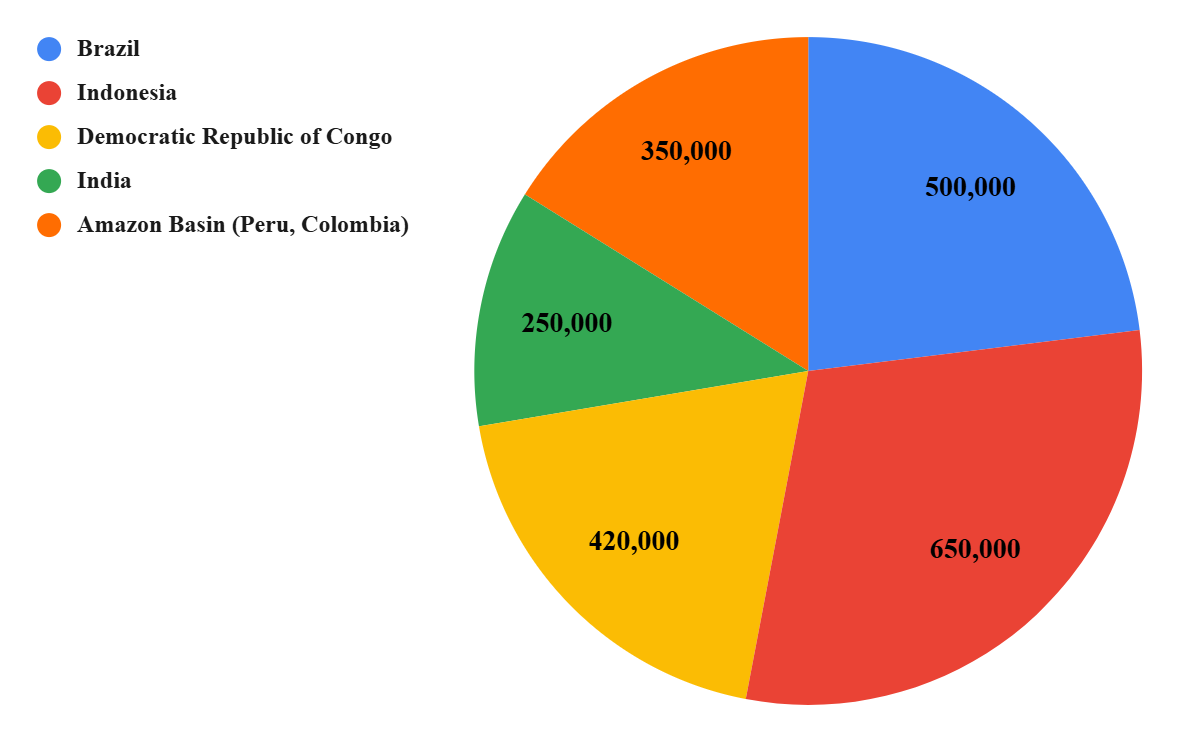 Brazil
Indonesia
Democratic Republic of Congo
India
Amazon Basin (Peru, Colombia)
350,000
500,000
250,000
420,000
650,000